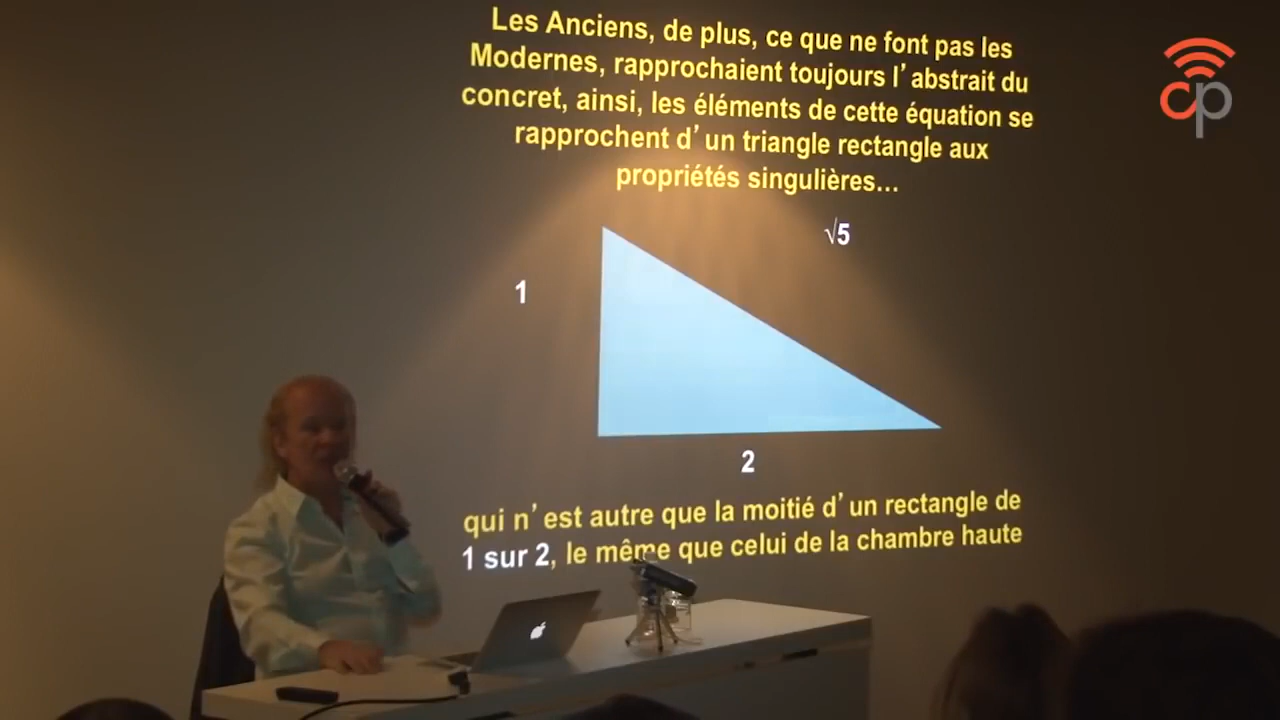 Les Anciens, de plus, ce que ne font pas les
Modernes, rapprochaient toujours l’abstrait du
concret, ainsi, les éléments de cette équation se
rapprochent d’un triangle rectangle aux
propriétés singulières...
cp
√5
1
2
qui n’est autre que la moitié d’un rectangle de
1 sur 2, le même que celui de la chambre haute